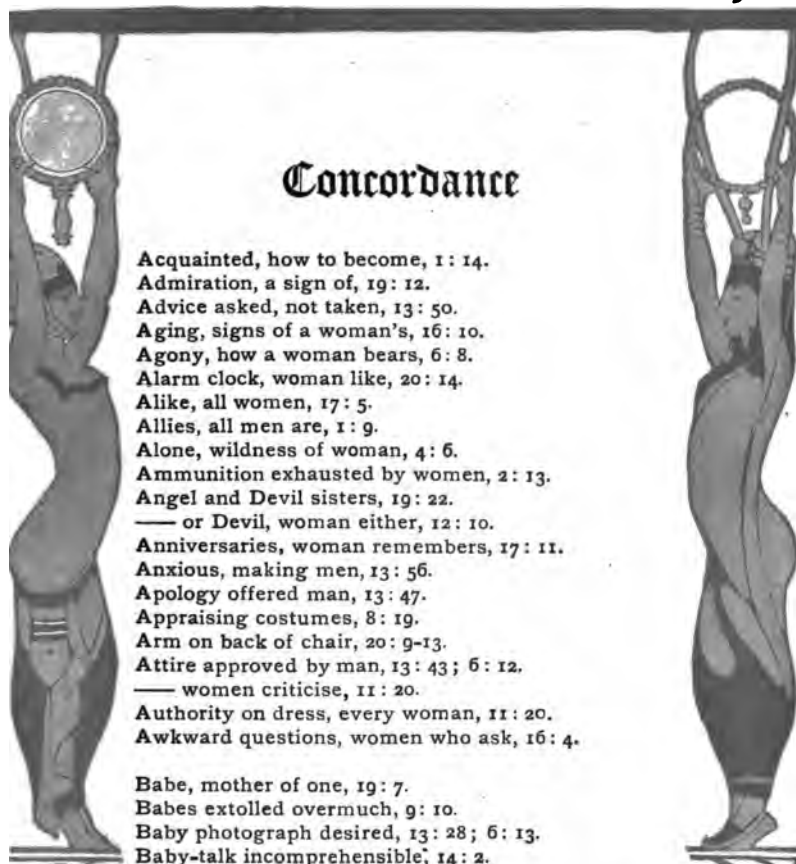 Concordance
Acquainted, how to become, 1: 14.
Admiration, a sign of, 19: 12.
Advice asked, not taken, 13: 50.
Aging, signs of a woman's, 16: 10.
Agony, how a woman bears, 6: 8.
Alarm clock, woman like, 20: 14.
Alike, all women, 17: 5.
Allies, all men are, 1: 9.
Alone, wildness of woman, 4: 6.
Ammunition exhausted by women, 2: 13.
Angel and Devil sisters, 19: 22.
—— or Devil, woman either, 12: 10.
Anniversaries, woman remembers, 17: 11.
Anxious, making men, 13: 56.
Apology offered man, 13: 47.
Appraising costumes, 8: 19.
Arm on back of chair, 20: 9-13.
Attire approved by man, 13: 43; 6: 12.
—— women criticise, 11: 20.
Authority on dress, every woman, 11: 20.
Awkward questions, women who ask, 16: 4.
Babe, mother of one, 19: 7.
Babes extolled overmuch, 9: 10.
Baby photograph desired, 13: 28; 6: 13.
Baby-talk incomprehensible, 14: 2.